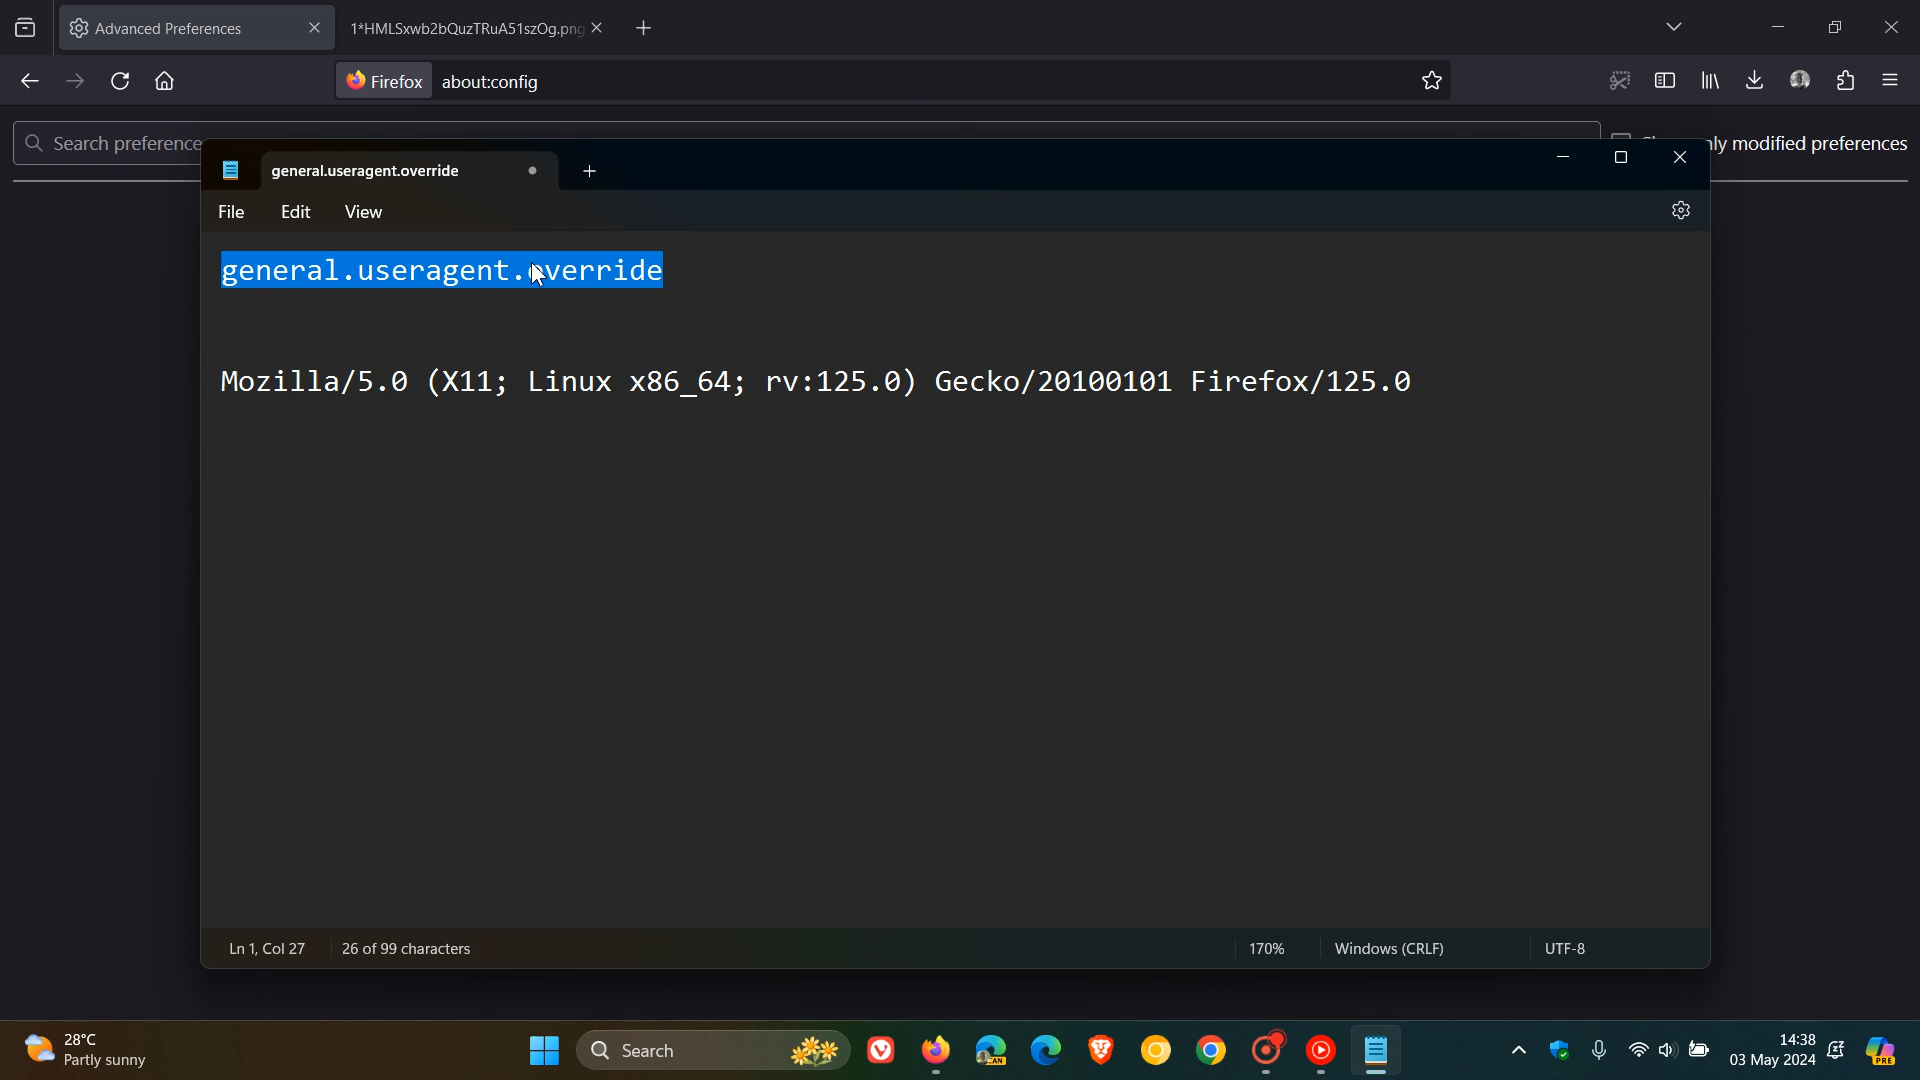 Advanced Preferences
1*HMLSxwb2bQuzTRuA51szOg.png
Firefox about:config
Search preference
ly modified preferences
general.useragent.override
File Edit View
general.useragent.override
Mozilla/5.0 (X11; Linux x86_64; rv:125.0) Gecko/20100101 Firefox/125.0
Ln 1, Col 27 26 of 99 characters 170% Windows (CRLF) UTF-8
28°C
Partly sunny
Search
CAN
14:38
03 May 2024
PRE